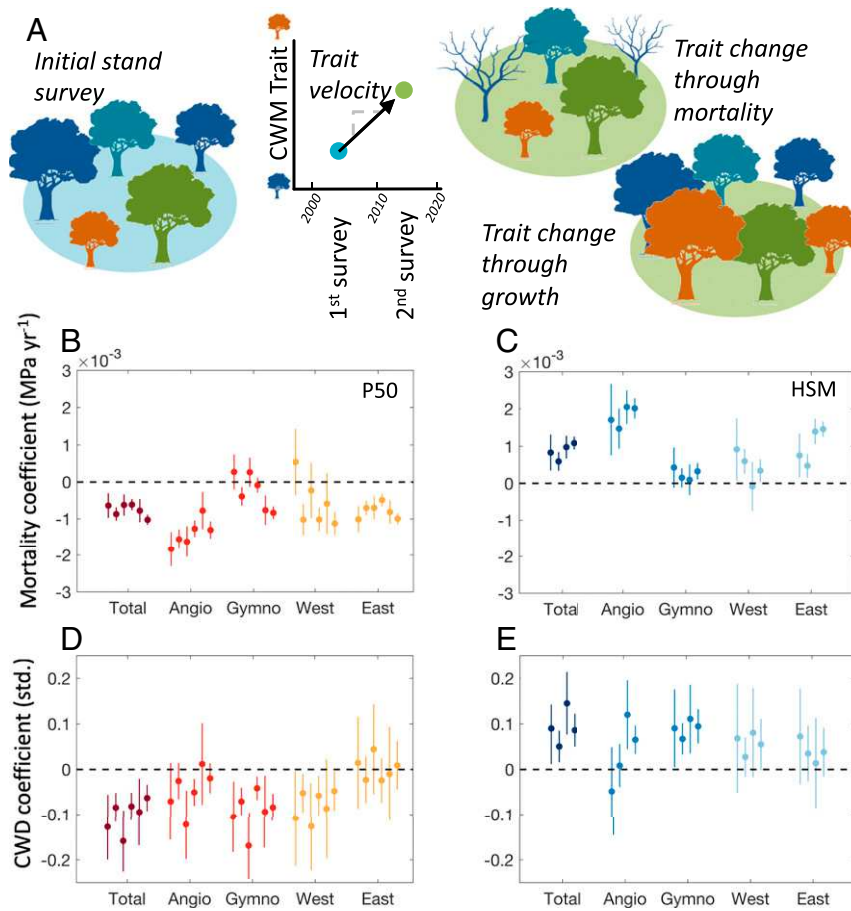 A
Initial stand
survey
CWM Trait
Trait
velocity
2000
2010
2020
1st survey
2nd survey
Trait change
through
mortality
Trait change
through
growth
B
×10-3
Mortality coefficient (MPa yr-1)
3
2
1
0
-1
-2
-3
P50
Total Angio Gymno West East
C
×10-3
3
2
1
0
-1
-2
-3
HSM
Total Angio Gymno West East
D
CWD coefficient (std.)
0.2
0.1
0
-0.1
-0.2
Total Angio Gymno West East
E
0.2
0.1
0
-0.1
-0.2
Total Angio Gymno West East